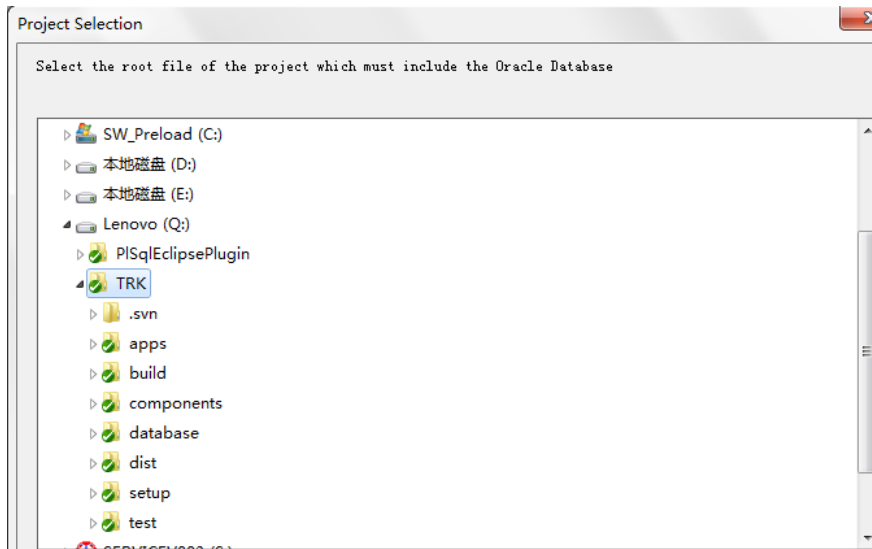 Project Selection
Select the root file of the project which must include the Oracle Database
SW_Preload (C:)
本地磁盘 (D:)
本地磁盘 (E:)
Lenovo (Q:)
PlSqlEclipsePlugin
TRK
.svn
apps
build
components
database
dist
setup
test